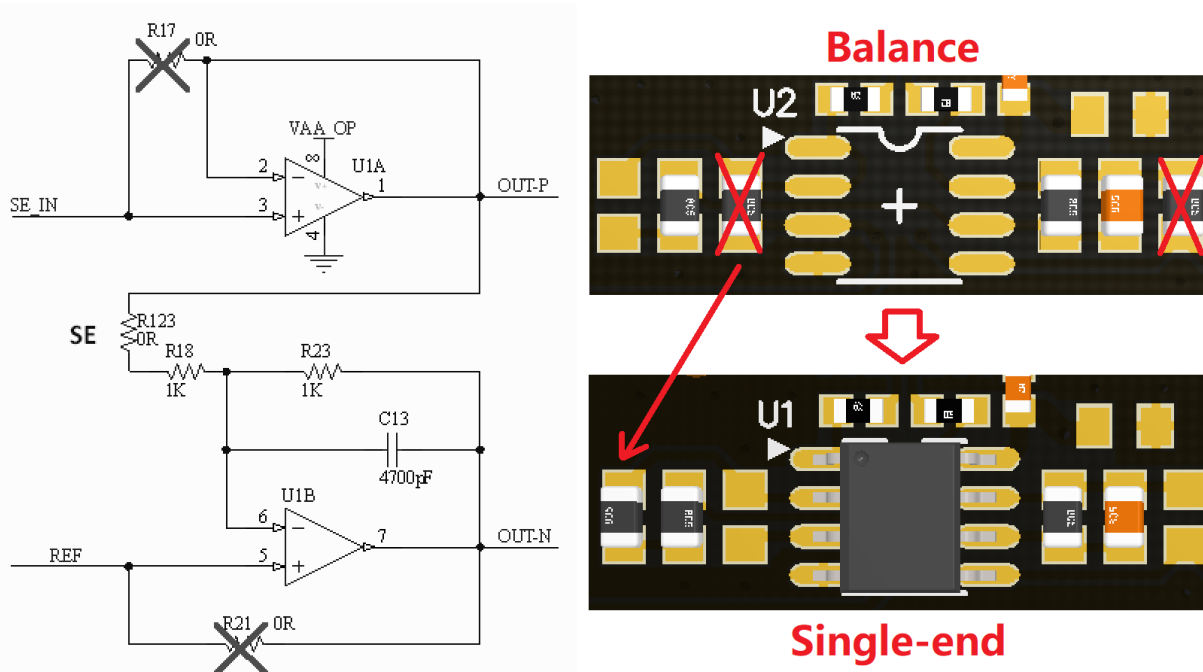 R17
0R
VAA_OP
8
U1A
2
1
OUT-P
SE_IN
3
4
SE
R123
0R
R18
1K
R23
1K
C13
4700pF
U1B
6
7
OUT-N
REF
5
R21
0R
Balance
U2
U1
Single-end